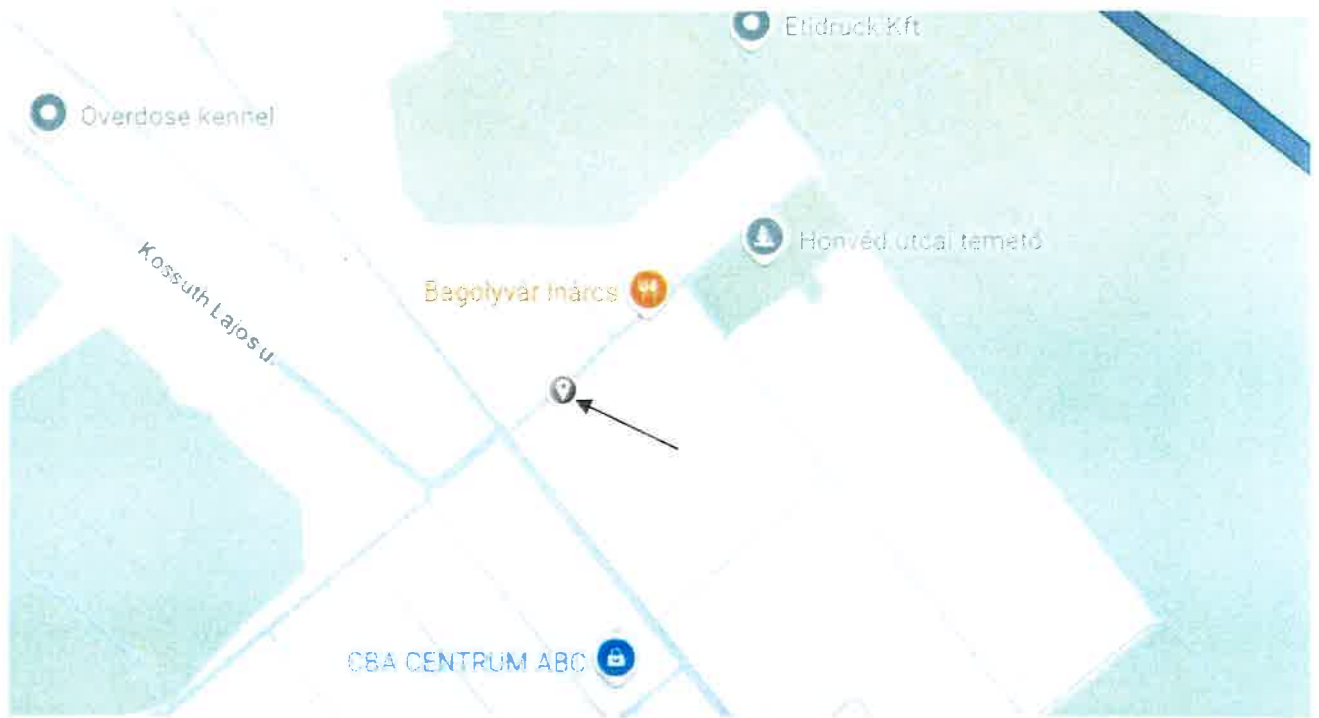 Etidruck Kft
Overdose kennel
Honvéd utcai temető
Kossuth Lajos u.
Bagolyvár Inárcs
CBA CENTRUM ABC